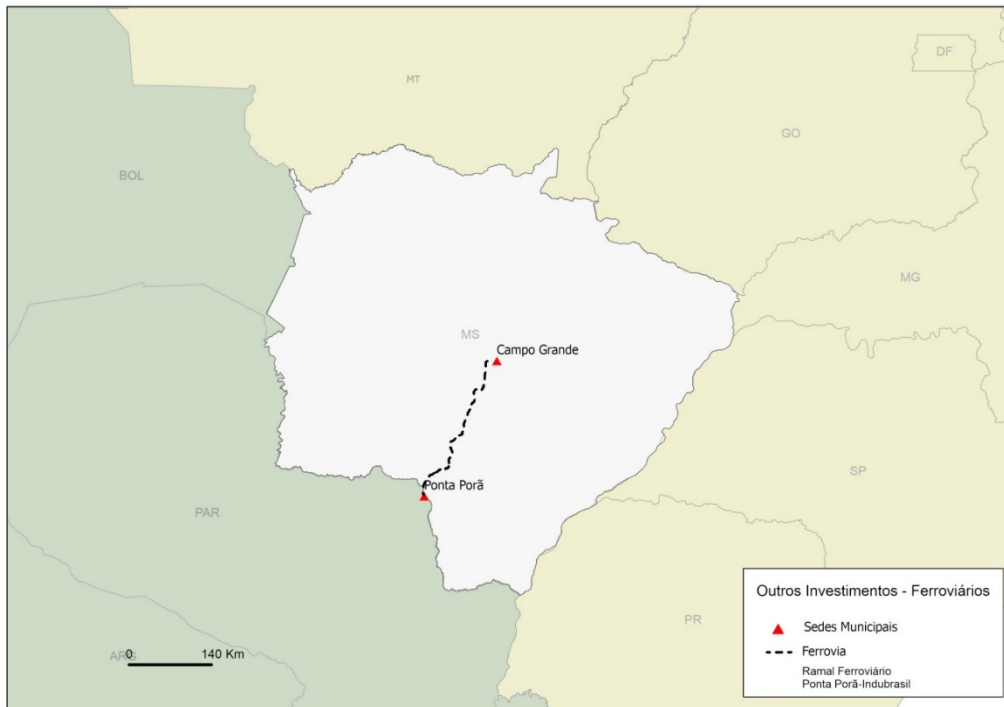 DF
MT
GO
BOL
MG
MS
Campo Grande
SP
Ponta Porã
PAR
PR
ARG
0 140 Km
Outros Investimentos - Ferroviários
Sedes Municipais
Ferrovia
Ramal Ferroviário
Ponta Porã-Indubrasil